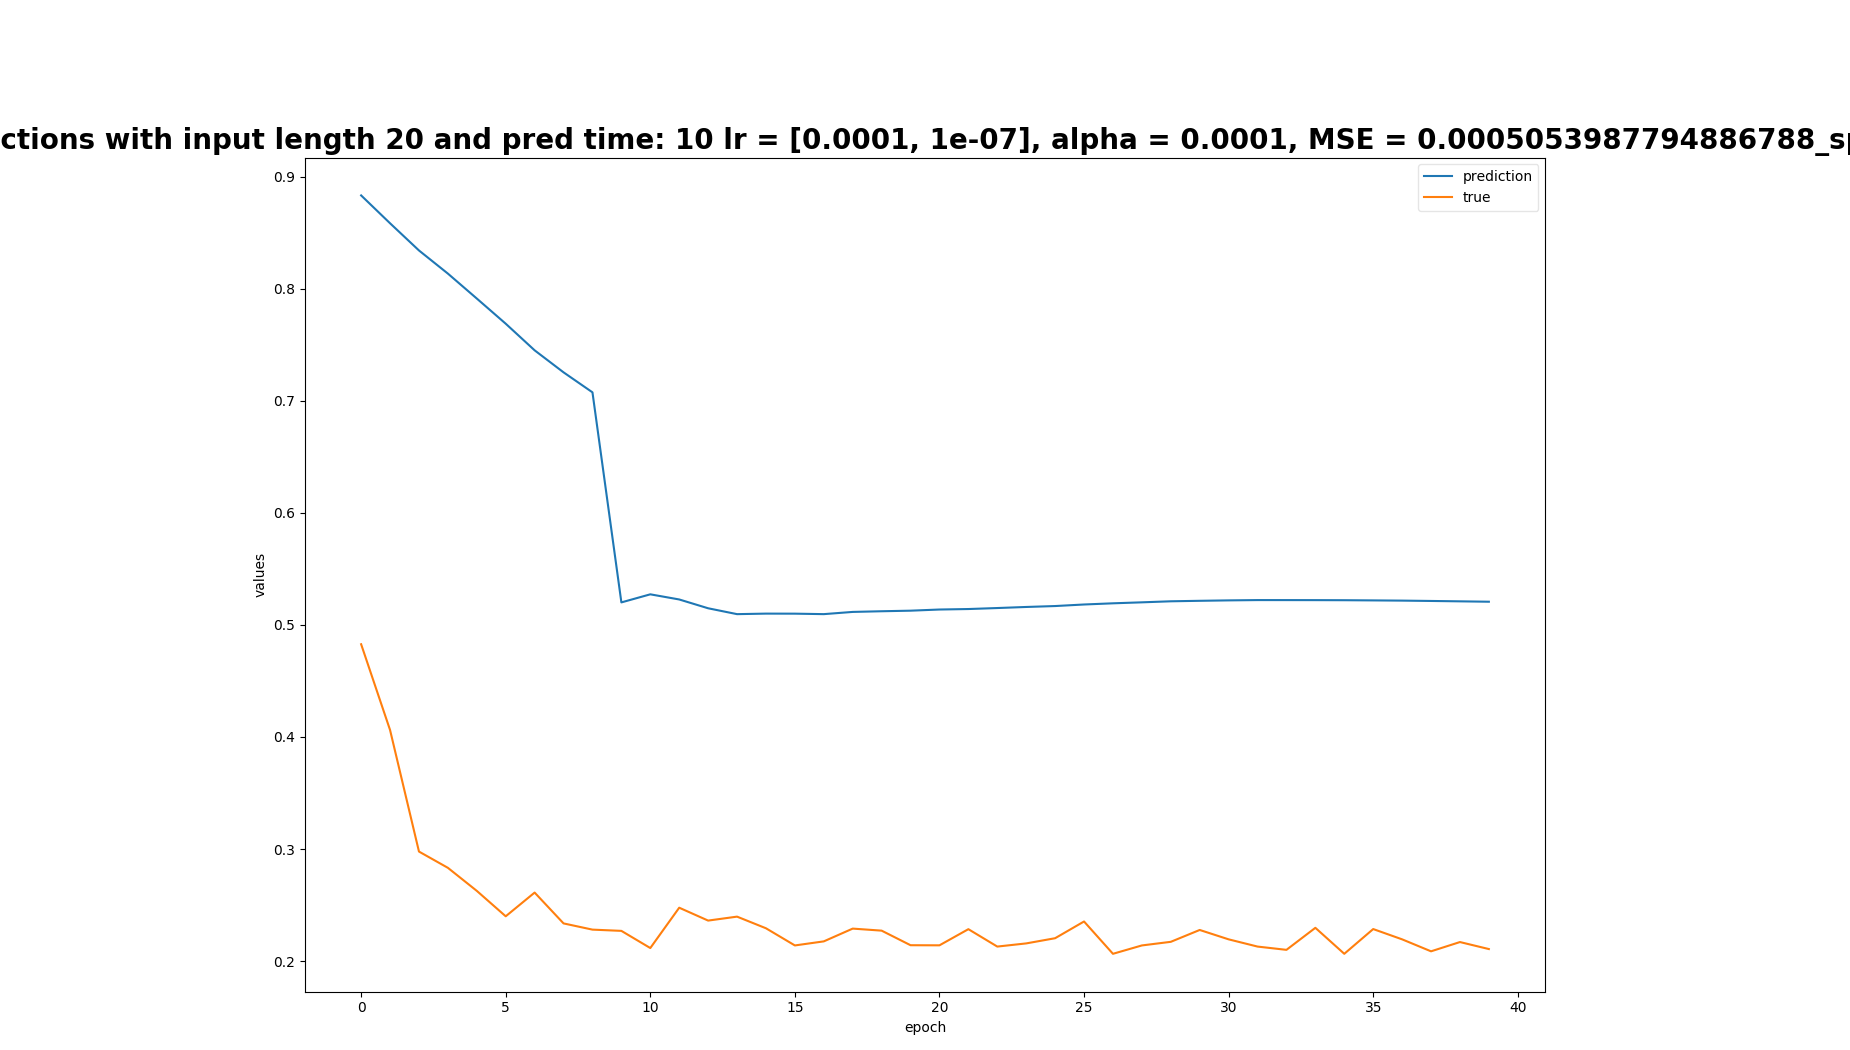 ctions with input length 20 and pred time: 10 lr = [0.0001, 1e-07], alpha = 0.0001, MSE = 0.0005053987794886788_sp
prediction
true
0.9
0.8
0.7
0.6
0.5
0.4
0.3
0.2
values
0 5 10 15 20 25 30 35 40
epoch